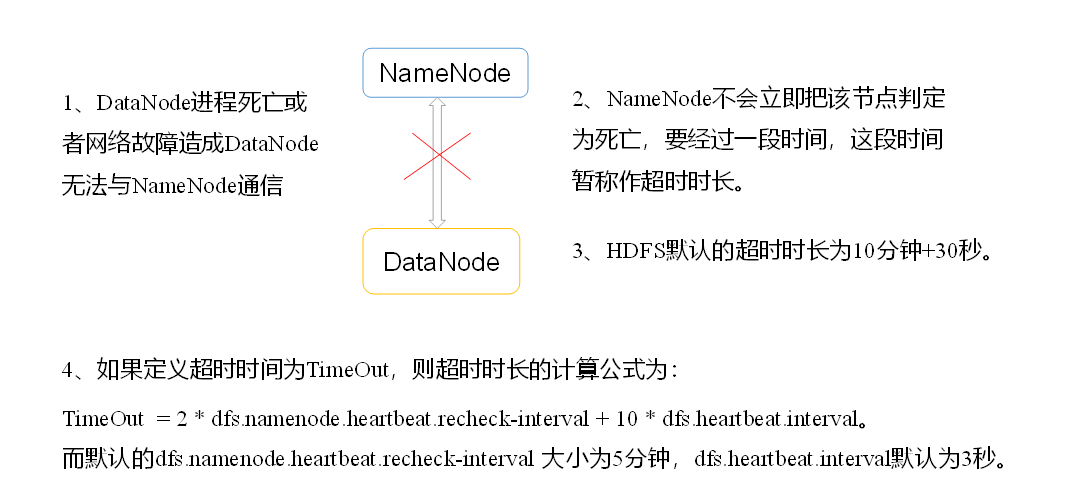 NameNode
1、DataNode进程死亡或
者网络故障造成DataNode
无法与NameNode通信
2、NameNode不会立即把该节点判定
为死亡，要经过一段时间，这段时间
暂称作超时时长。
DataNode
3、HDFS默认的超时时长为10分钟+30秒。
4、如果定义超时时间为TimeOut，则超时时长的计算公式为：
TimeOut = 2 * dfs.namenode.heartbeat.recheck-interval + 10 * dfs.heartbeat.interval。
而默认的dfs.namenode.heartbeat.recheck-interval 大小为5分钟，dfs.heartbeat.interval默认为3秒。